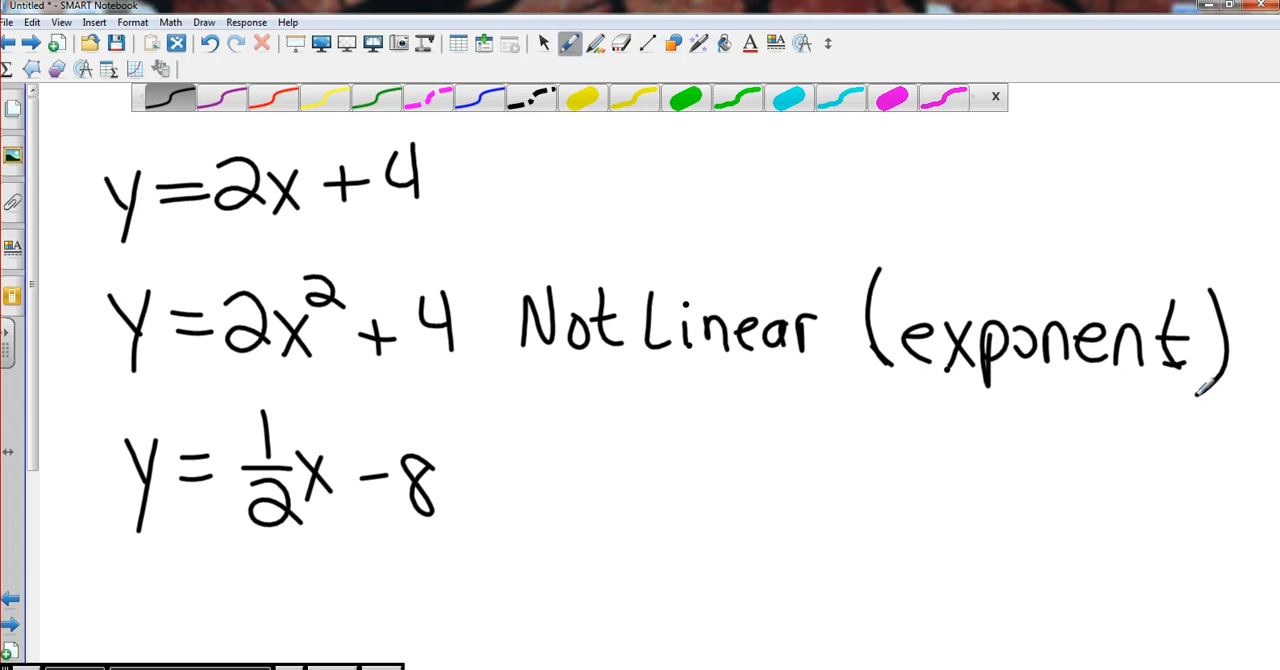 Untitled * - SMART Notebook
File Edit View Insert Format Math Draw Response Help
y = 2x + 4
y = 2x² + 4 Not Linear (exponent)
y = 1/2 x - 8